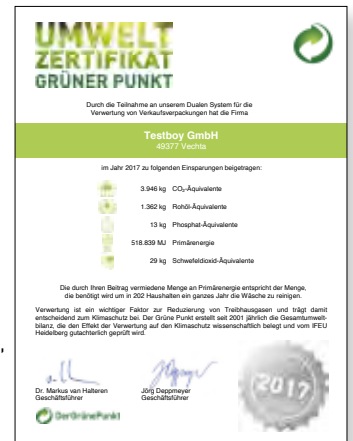 UMWELT
ZERTIFIKAT
GRÜNER PUNKT
Durch die Teilnahme an unserem Dualen System für die
Verwertung von Verkaufsverpackungen hat die Firma
Testboy GmbH
49377 Vechta
im Jahr 2017 zu folgenden Einsparungen beigetragen:
3.946 kg CO₂-Äquivalente
1.362 kg Rohöl-Äquivalente
13 kg Phosphat-Äquivalente
518.839 MJ Primärenergie
29 kg Schwefeldioxid-Äquivalente
Die durch Ihren Beitrag vermiedene Menge an Primärenergie entspricht der Menge,
die benötigt wird um in 202 Haushalten ein ganzes Jahr die Wäsche zu reinigen.
Verwertung ist ein wichtiger Faktor zur Reduzierung von Treibhausgasen und trägt damit
entscheidend zum Klimaschutz bei. Der Grüne Punkt erstellt seit 2001 jährlich die Gesamtumwelt-
bilanz, die den Effekt der Verwertung auf den Klimaschutz wissenschaftlich belegt und vom IFEU
Heidelberg gutachterlich geprüft wird.
,
Dr. Markus van Halteren Jörg Deppmeyer
Geschäftsführer Geschäftsführer
DerGrünePunkt
2017